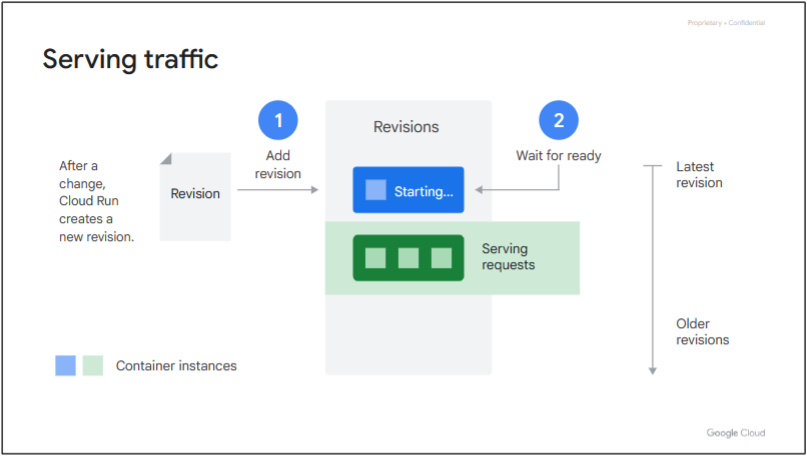 Proprietary + Confidential
Serving traffic
1
2
Revisions
Add
revision
Wait for ready
After a
change,
Cloud Run
creates a
new revision.
Revision
Starting...
Latest
revision
Serving
requests
Older
revisions
Container instances
Google Cloud